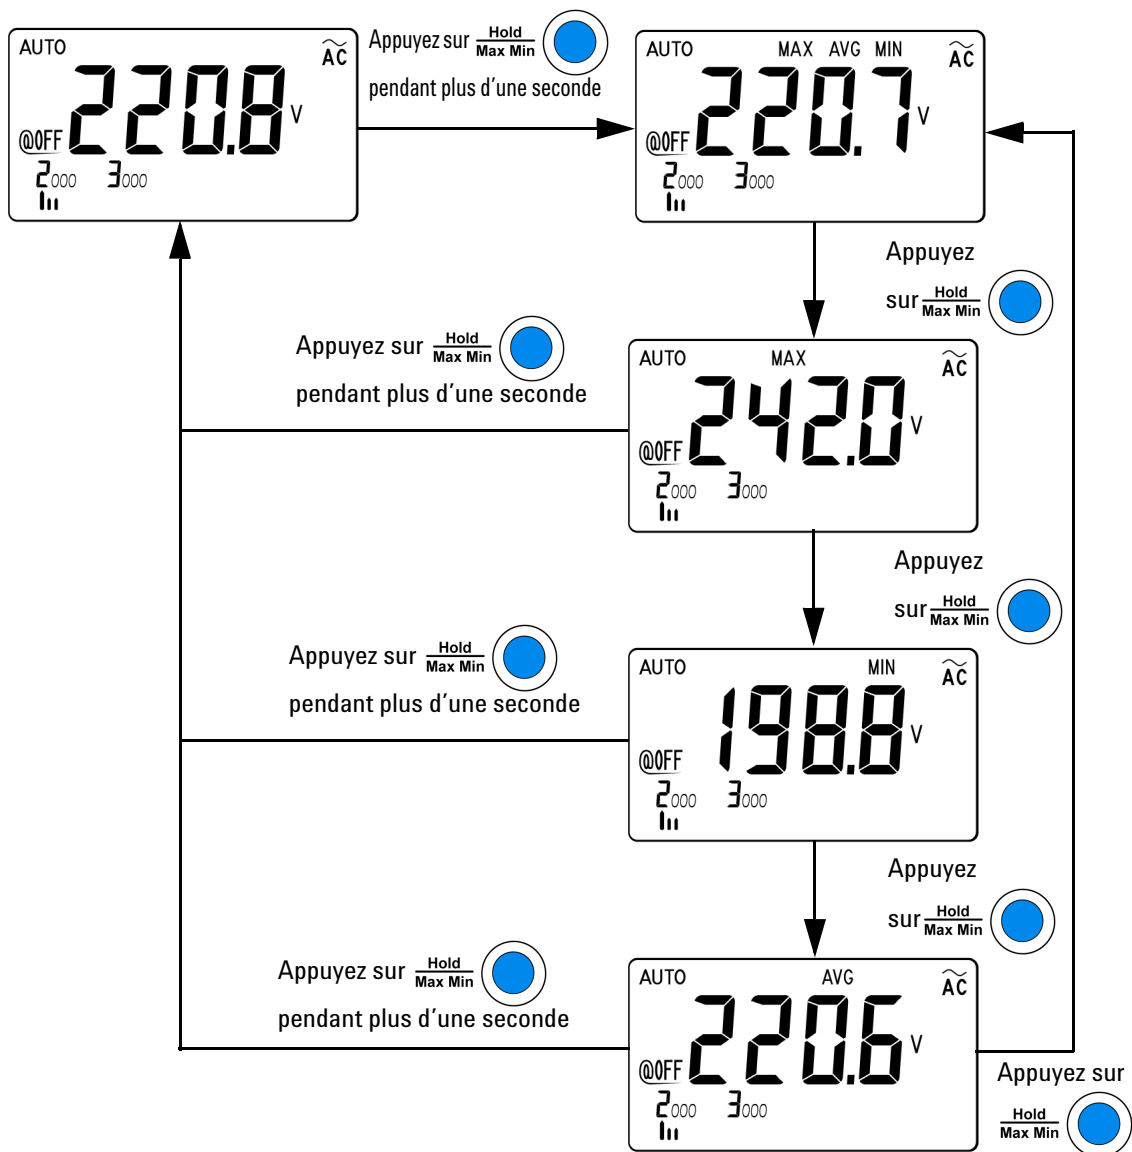 AUTO AC
220.8 V
@OFF
2000 3000
Appuyez sur Hold
Max Min
pendant plus d'une seconde
AUTO MAX AVG MIN AC
220.7 V
@OFF
2000 3000
Appuyez
sur Hold
Max Min
Appuyez sur Hold
Max Min
pendant plus d'une seconde
AUTO MAX AC
242.0 V
@OFF
2000 3000
Appuyez
sur Hold
Max Min
Appuyez sur Hold
Max Min
pendant plus d'une seconde
AUTO MIN AC
198.8 V
@OFF
2000 3000
Appuyez
sur Hold
Max Min
Appuyez sur Hold
Max Min
pendant plus d'une seconde
AUTO AVG AC
220.6 V
@OFF
2000 3000
Appuyez sur
Hold
Max Min